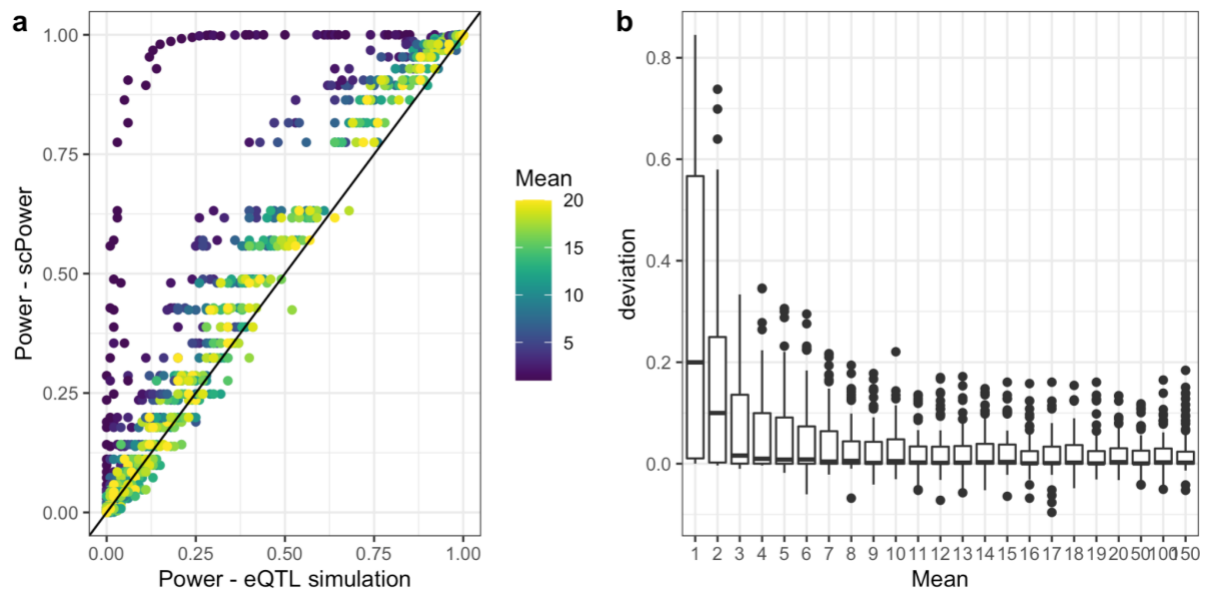 a
1.00
0.75
0.50
0.25
0.00
Power - scPower
0.00 0.25 0.50 0.75 1.00
Power - eQTL simulation
Mean
20
15
10
5
b
0.8
0.6
0.4
0.2
0.0
deviation
1 2 3 4 5 6 7 8 9 10 11 12 13 14 15 16 17 18 19 20 50 100 150
Mean